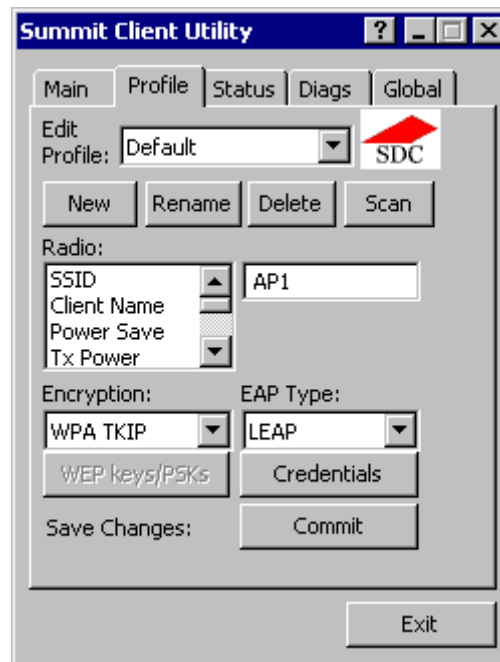 Summit Client Utility ?
Main Profile Status Diags Global
Edit Profile: Default
SDC
New Rename Delete Scan
Radio:
SSID AP1
Client Name
Power Save
Tx Power
Encryption: EAP Type:
WPA TKIP LEAP
WEP keys/PSKs Credentials
Save Changes: Commit
Exit